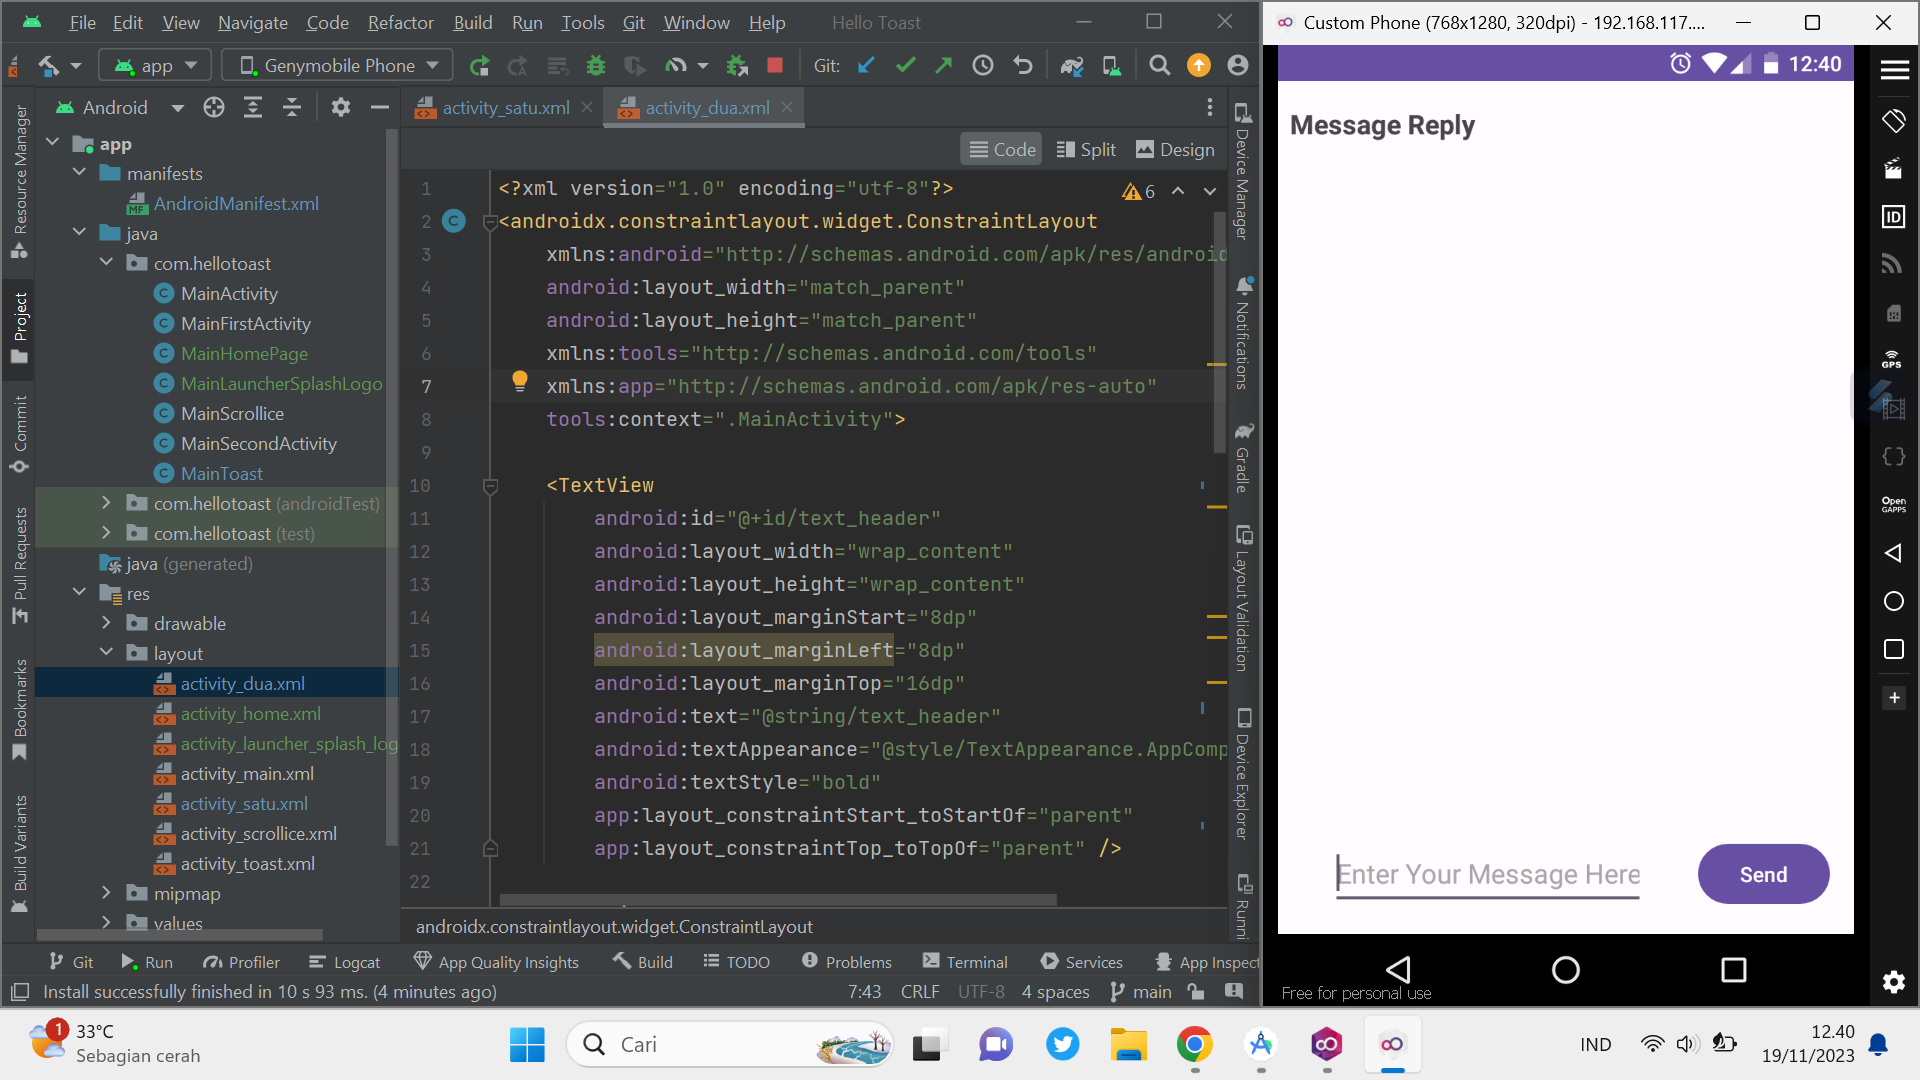 File Edit View Navigate Code Refactor Build Run Tools Git Window Help Hello Toast
app Genymobile Phone Git:
Android
activity_satu.xml
activity_dua.xml
Code Split Design
Resource Manager
Project
Commit
Pull Requests
Bookmarks
Build Variants
app
manifests
AndroidManifest.xml
java
com.hellotoast
MainActivity
MainFirstActivity
MainHomePage
MainLauncherSplashLogo
MainScrollice
MainSecondActivity
MainToast
com.hellotoast (androidTest)
com.hellotoast (test)
java (generated)
res
drawable
layout
activity_dua.xml
activity_home.xml
activity_launcher_splash_log
activity_main.xml
activity_satu.xml
activity_scrollice.xml
activity_toast.xml
mipmap
values
6
1 <?xml version="1.0" encoding="utf-8"?>
2 <androidx.constraintlayout.widget.ConstraintLayout
3 xmlns:android="http://schemas.android.com/apk/res/android
4 android:layout_width="match_parent"
5 android:layout_height="match_parent"
6 xmlns:tools="http://schemas.android.com/tools"
7 xmlns:app="http://schemas.android.com/apk/res-auto"
8 tools:context=".MainActivity">
9
10 <TextView
11 android:id="@+id/text_header"
12 android:layout_width="wrap_content"
13 android:layout_height="wrap_content"
14 android:layout_marginStart="8dp"
15 android:layout_marginLeft="8dp"
16 android:layout_marginTop="16dp"
17 android:text="@string/text_header"
18 android:textAppearance="@style/TextAppearance.AppComp
19 android:textStyle="bold"
20 app:layout_constraintStart_toStartOf="parent"
21 app:layout_constraintTop_toTopOf="parent" />
22
androidx.constraintlayout.widget.ConstraintLayout
Device Manager
Notifications
Gradle
Layout Validation
Device Explorer
Runni
Git Run Profiler Logcat App Quality Insights Build TODO Problems Terminal Services App Inspect
Install successfully finished in 10 s 93 ms. (4 minutes ago) 7:43 CRLF UTF-8 4 spaces main
Custom Phone (768x1280, 320dpi) - 192.168.117....
12:40
Message Reply
Enter Your Message Here
Send
Free for personal use
ID
GPS
OPEN
GAPPS
1
33°C
Sebagian cerah
Cari
IND
12.40
19/11/2023